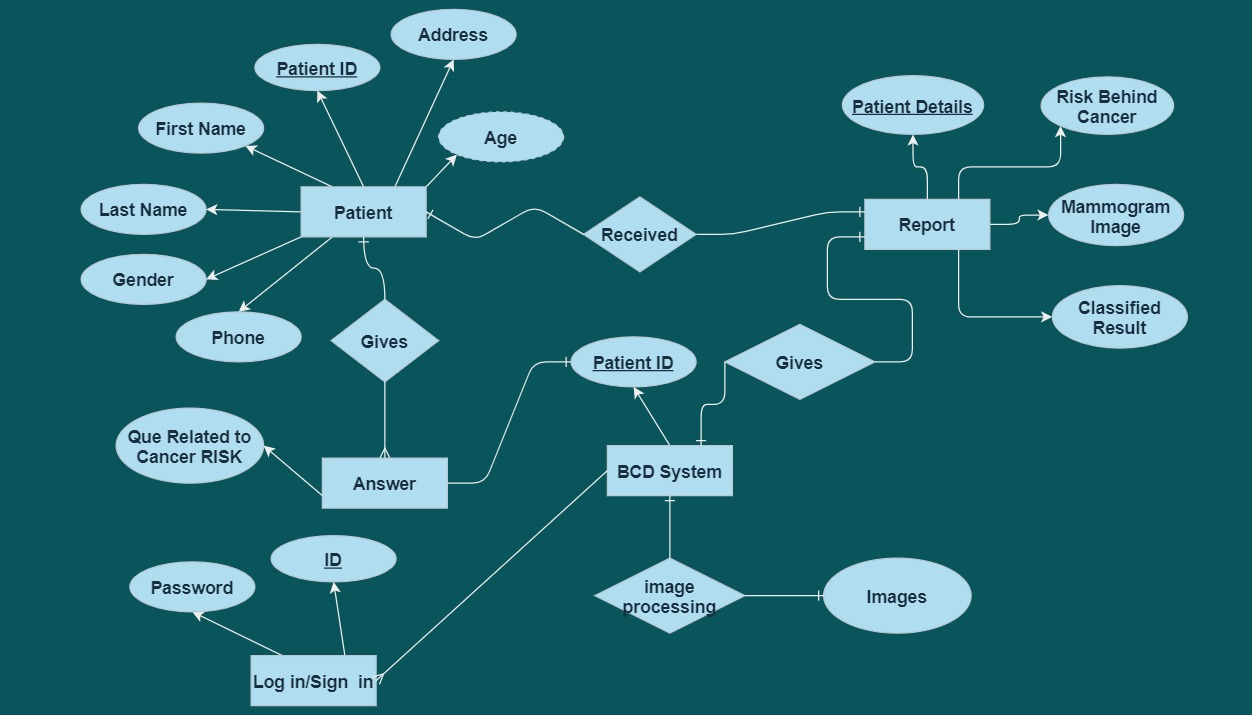 Address
Patient ID
First Name
Age
Last Name
Patient
Gender
Phone
Received
Patient Details
Risk Behind
Cancer
Report
Mammogram
Image
Classified
Result
Gives
Patient ID
Gives
Que Related to
Cancer RISK
Answer
BCD System
ID
Password
Log in/Sign  in
image
processing
Images